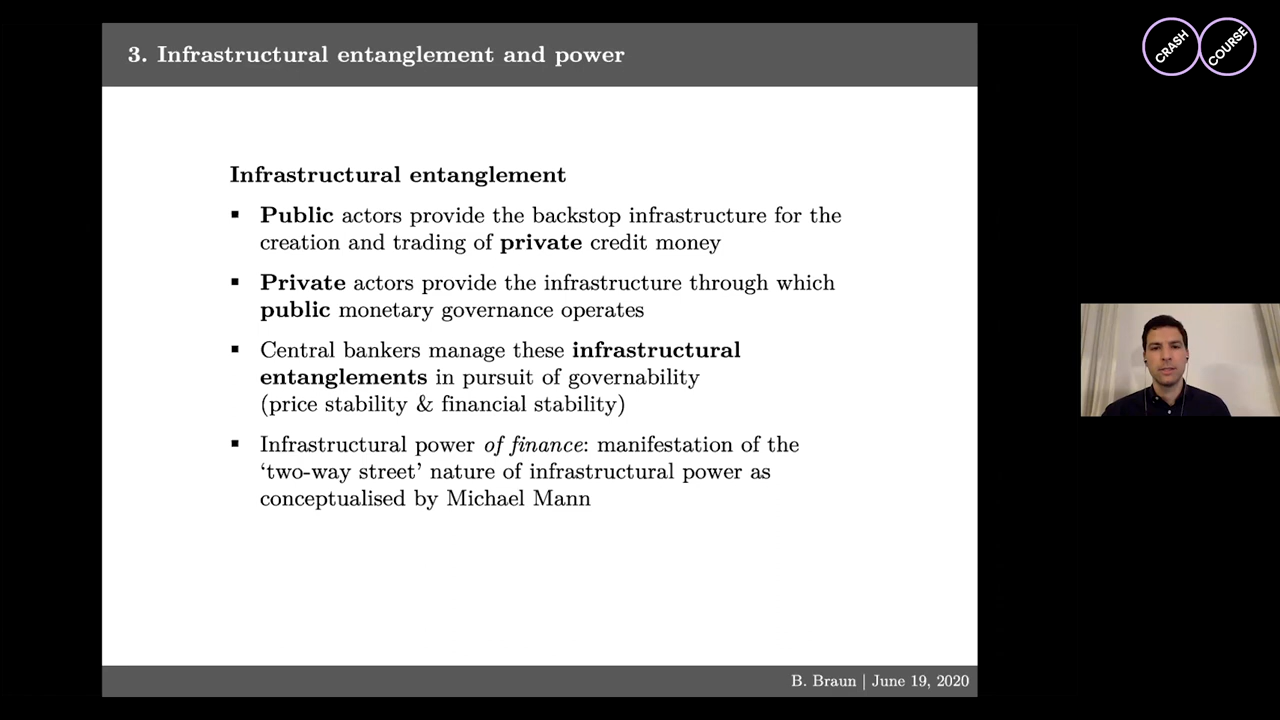 3. Infrastructural entanglement and power
CRASH COURSE
Infrastructural entanglement
▪ Public actors provide the backstop infrastructure for the
creation and trading of private credit money
▪ Private actors provide the infrastructure through which
public monetary governance operates
▪ Central bankers manage these infrastructural
entanglements in pursuit of governability
(price stability & financial stability)
▪ Infrastructural power of finance: manifestation of the
‘two-way street’ nature of infrastructural power as
conceptualised by Michael Mann
B. Braun | June 19, 2020